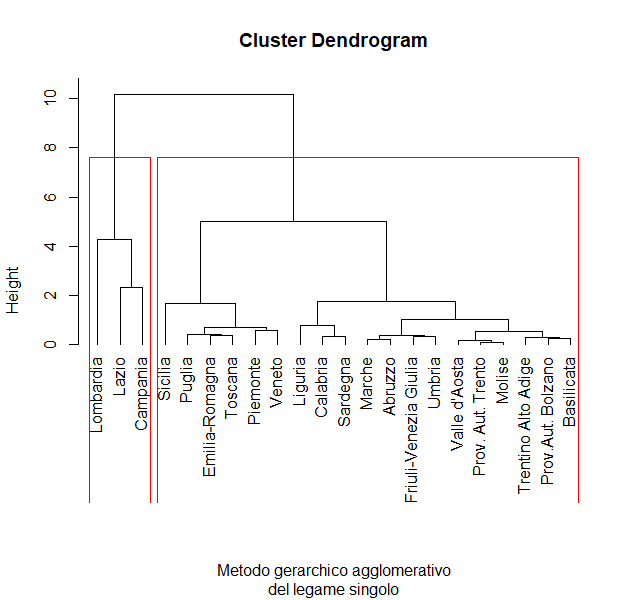 Cluster Dendrogram
Height
10
8
6
4
2
0
Lombardia
Lazio
Campania
Sicilia
Puglia
Emilia-Romagna
Toscana
Piemonte
Veneto
Liguria
Calabria
Sardegna
Marche
Abruzzo
Friuli-Venezia Giulia
Umbria
Valle d'Aosta
Prov. Aut. Trento
Molise
Trentino Alto Adige
Prov.Aut. Bolzano
Basilicata
Metodo gerarchico agglomerativo
del legame singolo